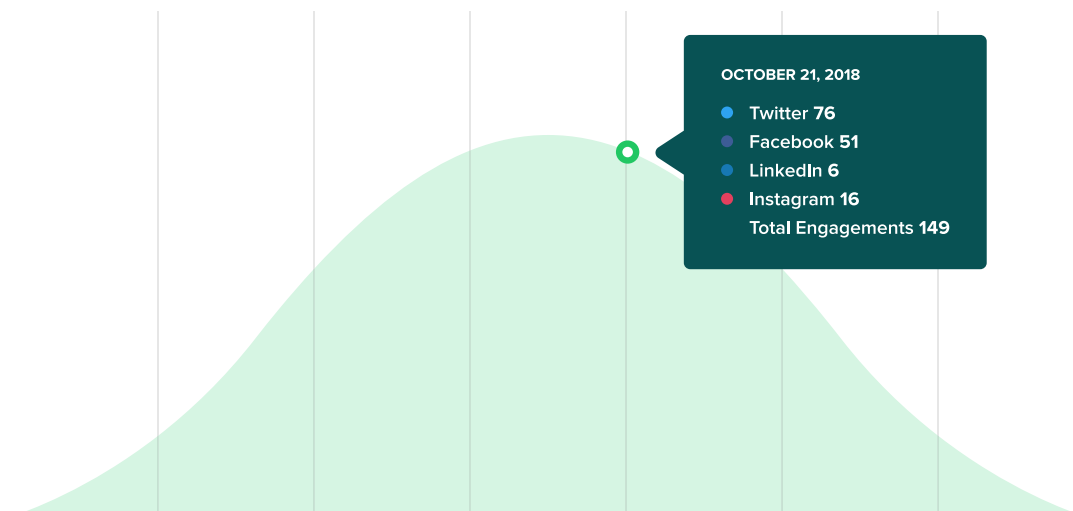 OCTOBER 21, 2018
Twitter 76
Facebook 51
LinkedIn 6
Instagram 16
Total Engagements 149